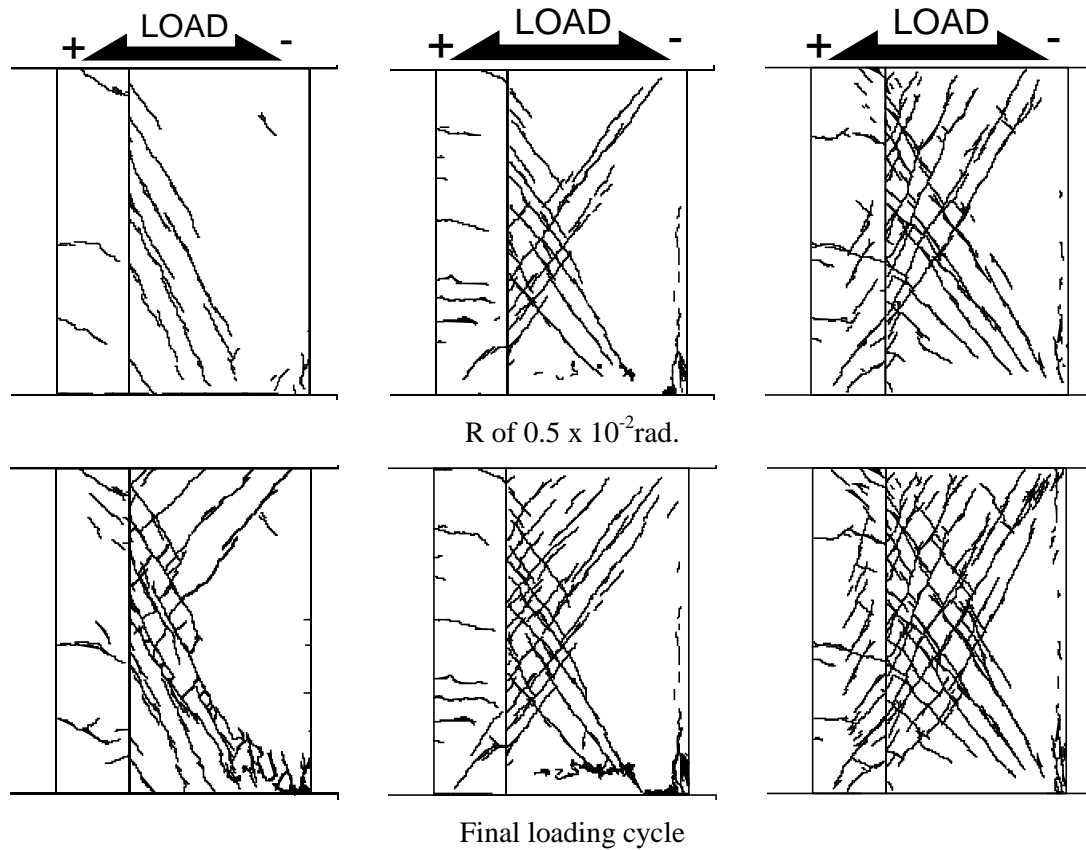 LOAD
+ -
LOAD
+ -
LOAD
+ -
R of 0.5 x 10⁻²rad.
Final loading cycle